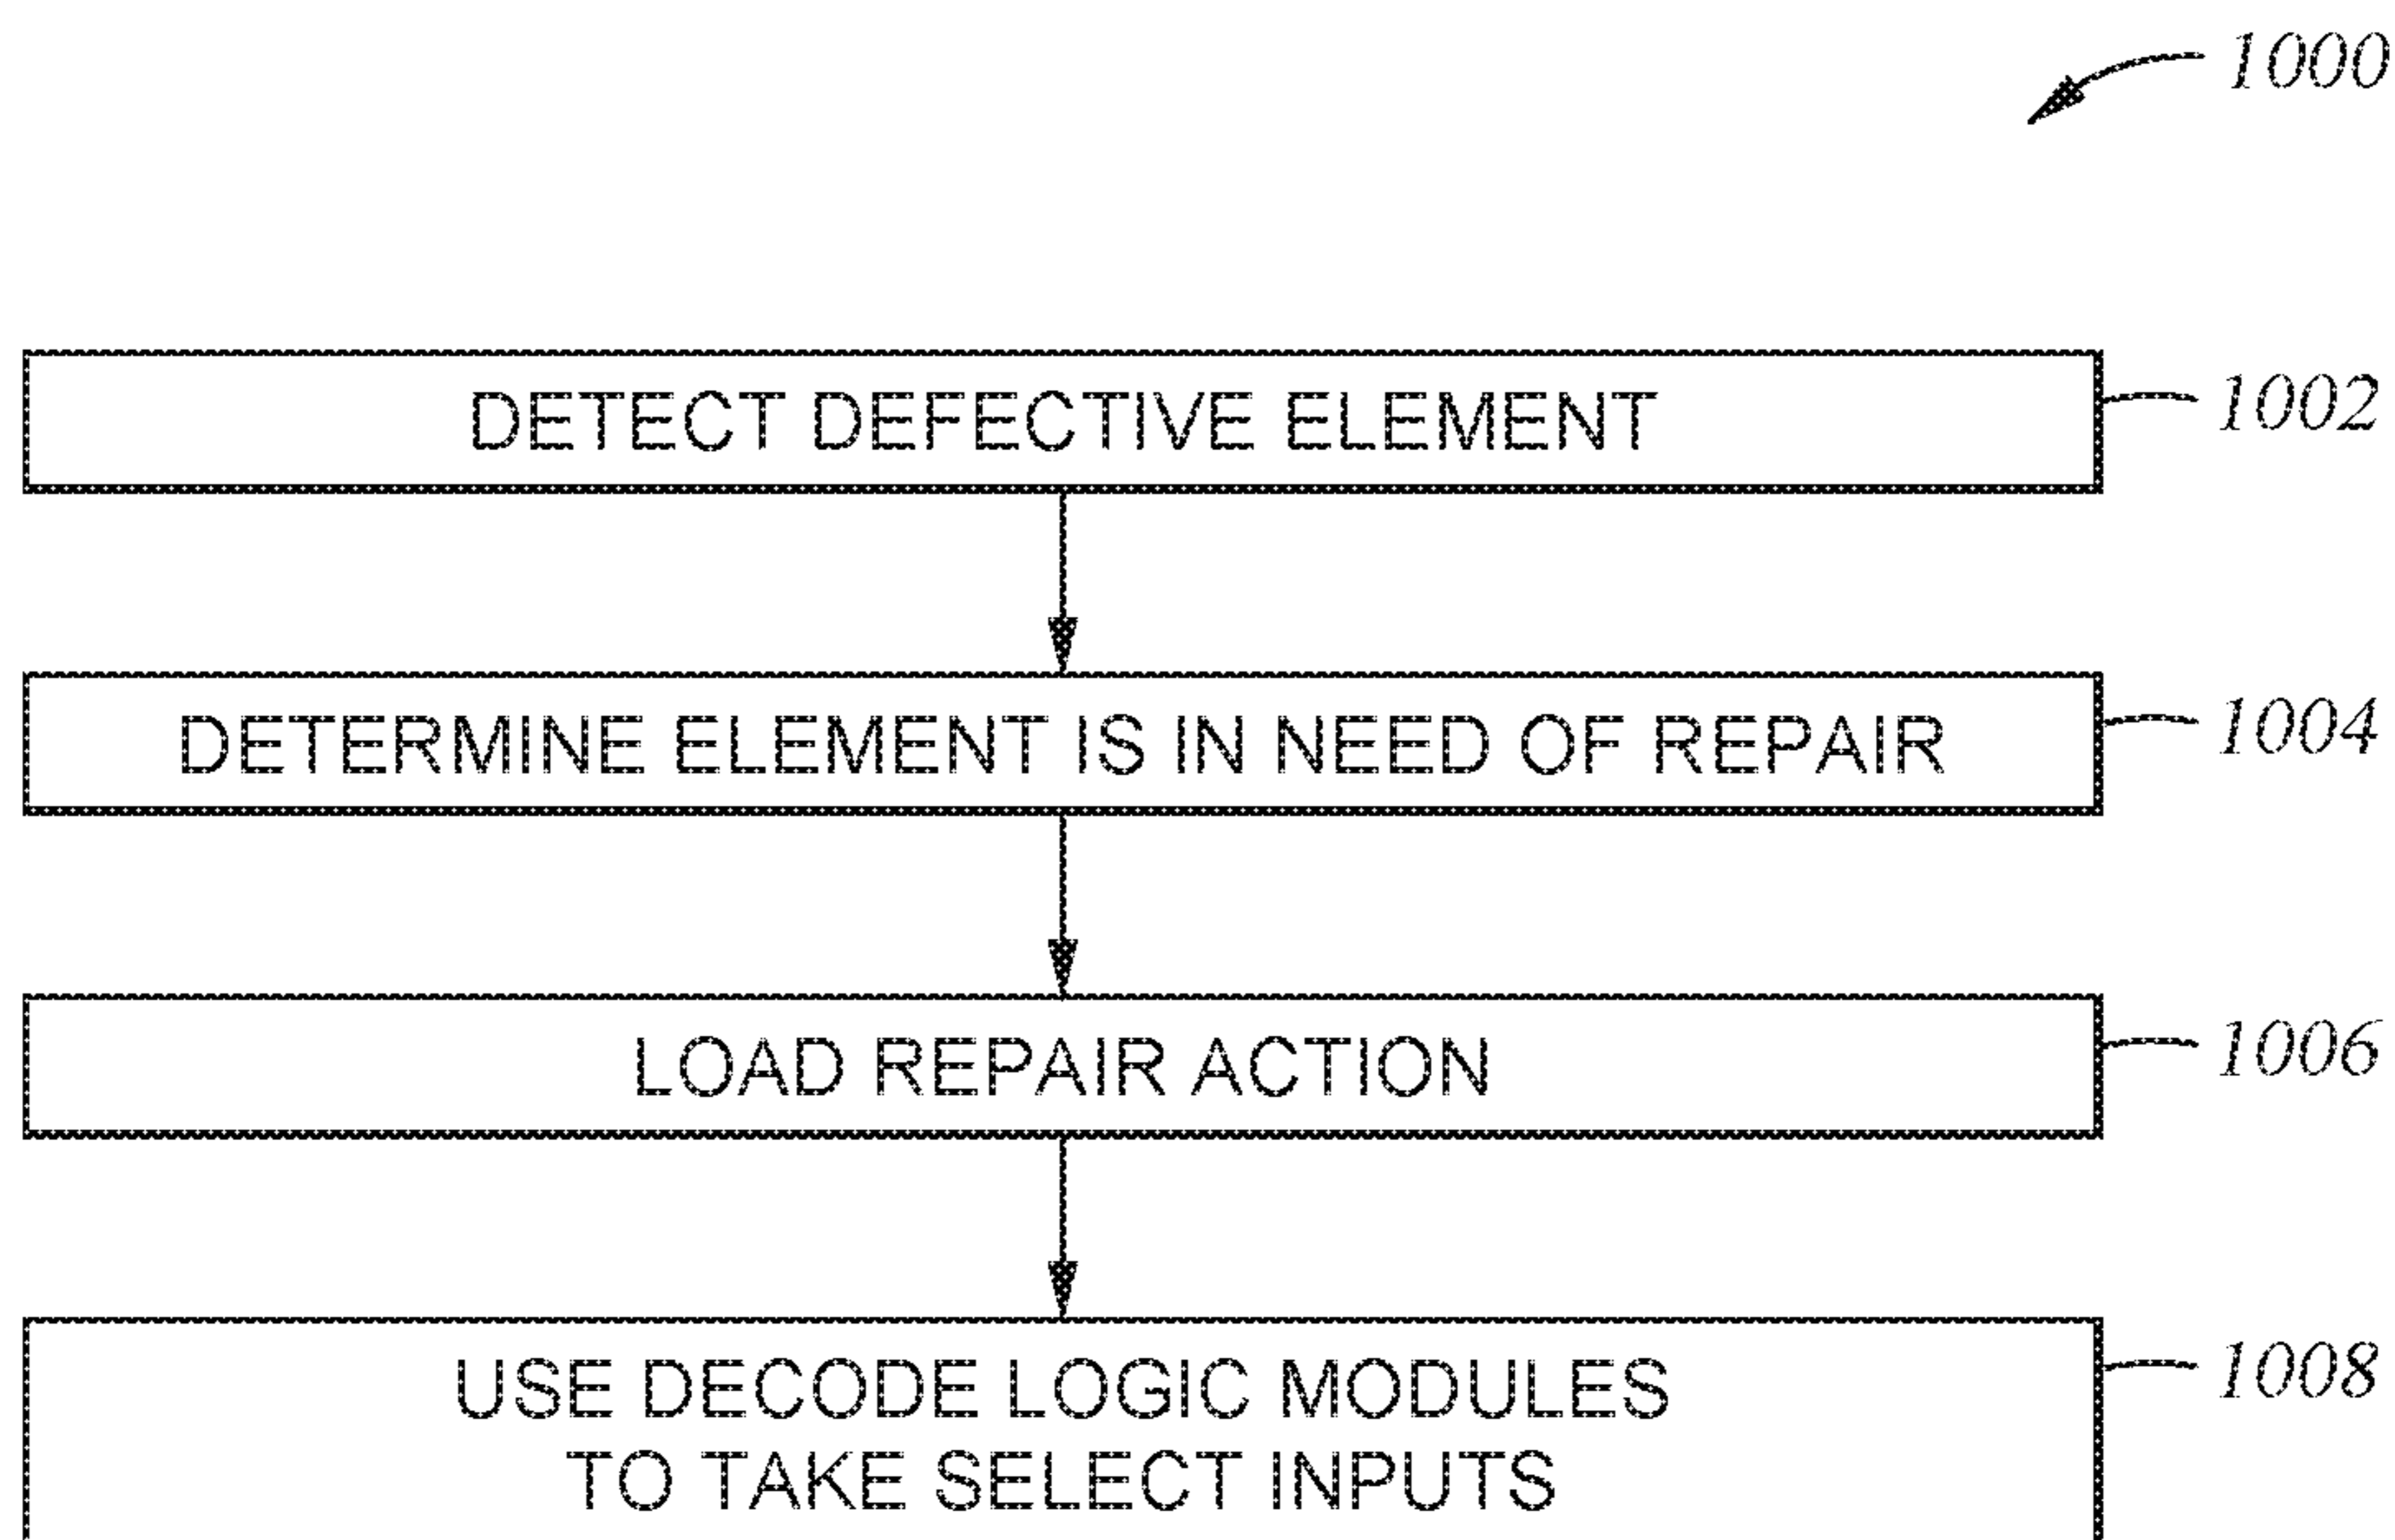 1000
DETECT DEFECTIVE ELEMENT
1002
DETERMINE ELEMENT IS IN NEED OF REPAIR
1004
LOAD REPAIR ACTION
1006
USE DECODE LOGIC MODULES
1008
TO TAKE SELECT INPUTS